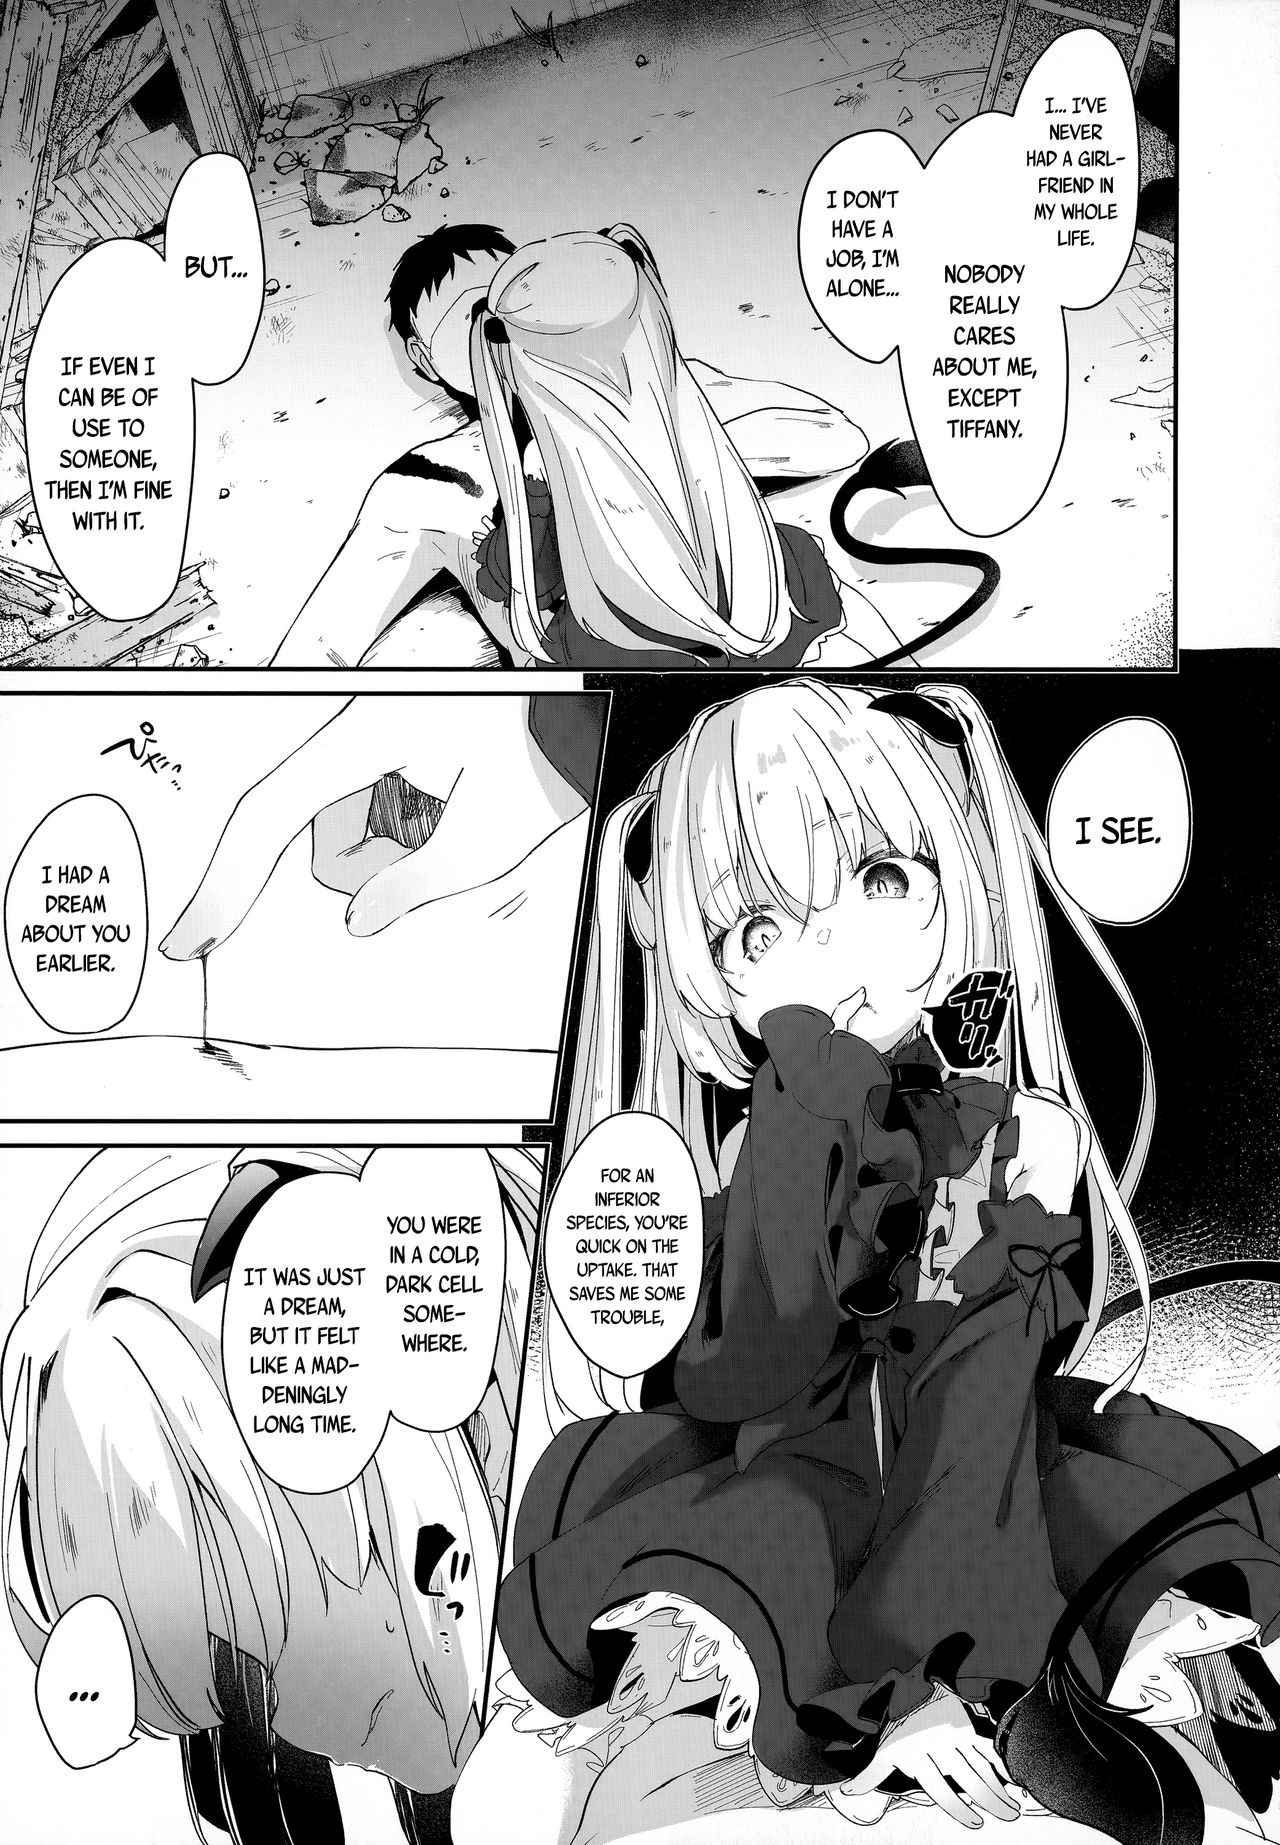 I... I'VE
NEVER
HAD A GIRL-
FRIEND IN
MY WHOLE
LIFE.
NOBODY
REALLY
CARES
ABOUT ME,
EXCEPT
TIFFANY.
I DON'T
HAVE A
JOB, I'M
ALONE...
BUT...
IF EVEN I
CAN BE OF
USE TO
SOMEONE,
THEN I'M FINE
WITH IT.
I SEE.
ガリッ
FOR AN
INFERIOR
SPECIES, YOU'RE
QUICK ON THE
UPTAKE. THAT
SAVES ME SOME
TROUBLE,
I HAD A
DREAM
ABOUT YOU
EARLIER.
YOU WERE
IN A COLD,
DARK CELL
SOME-
WHERE.
IT WAS JUST
A DREAM,
BUT IT FELT
LIKE A MAD-
DENINGLY
LONG TIME.
...